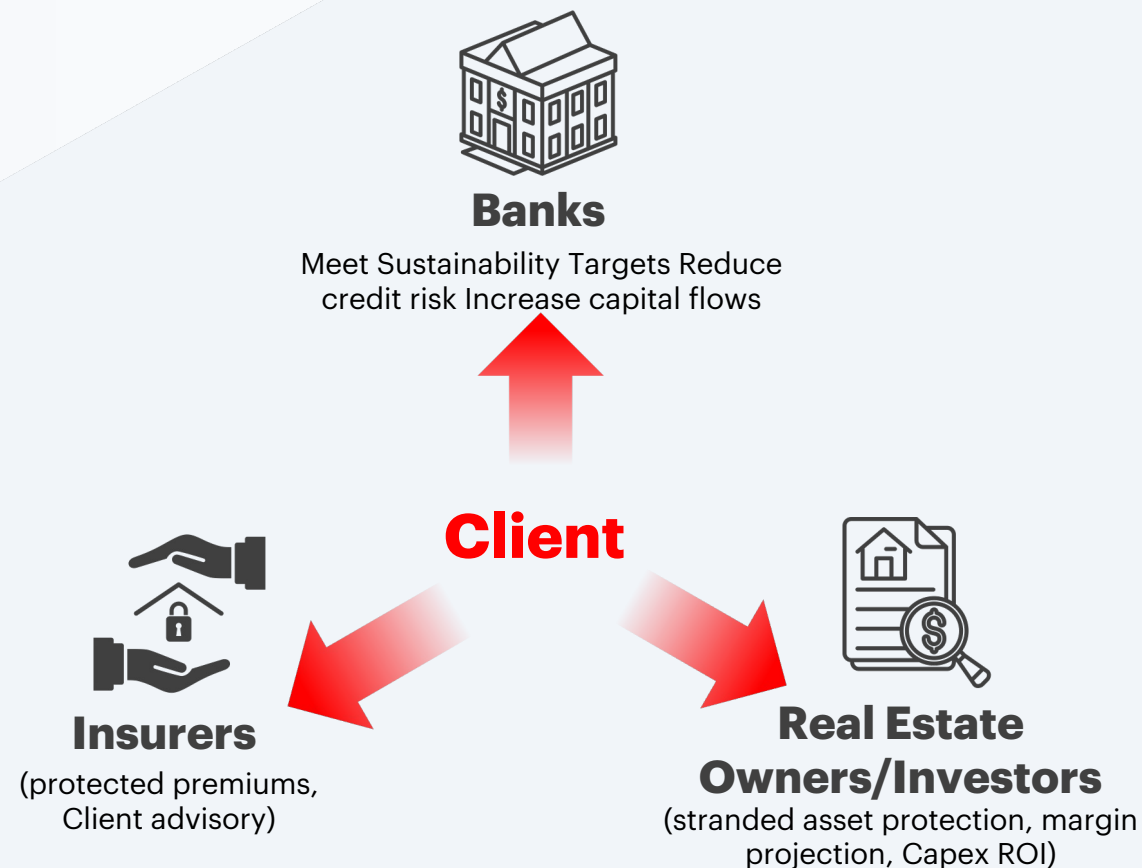 $
Banks
Meet Sustainability Targets Reduce
credit risk Increase capital flows
Client
Insurers
(protected premiums,
Client advisory)
$
Real Estate
Owners/Investors
(stranded asset protection, margin
projection, Capex ROI)